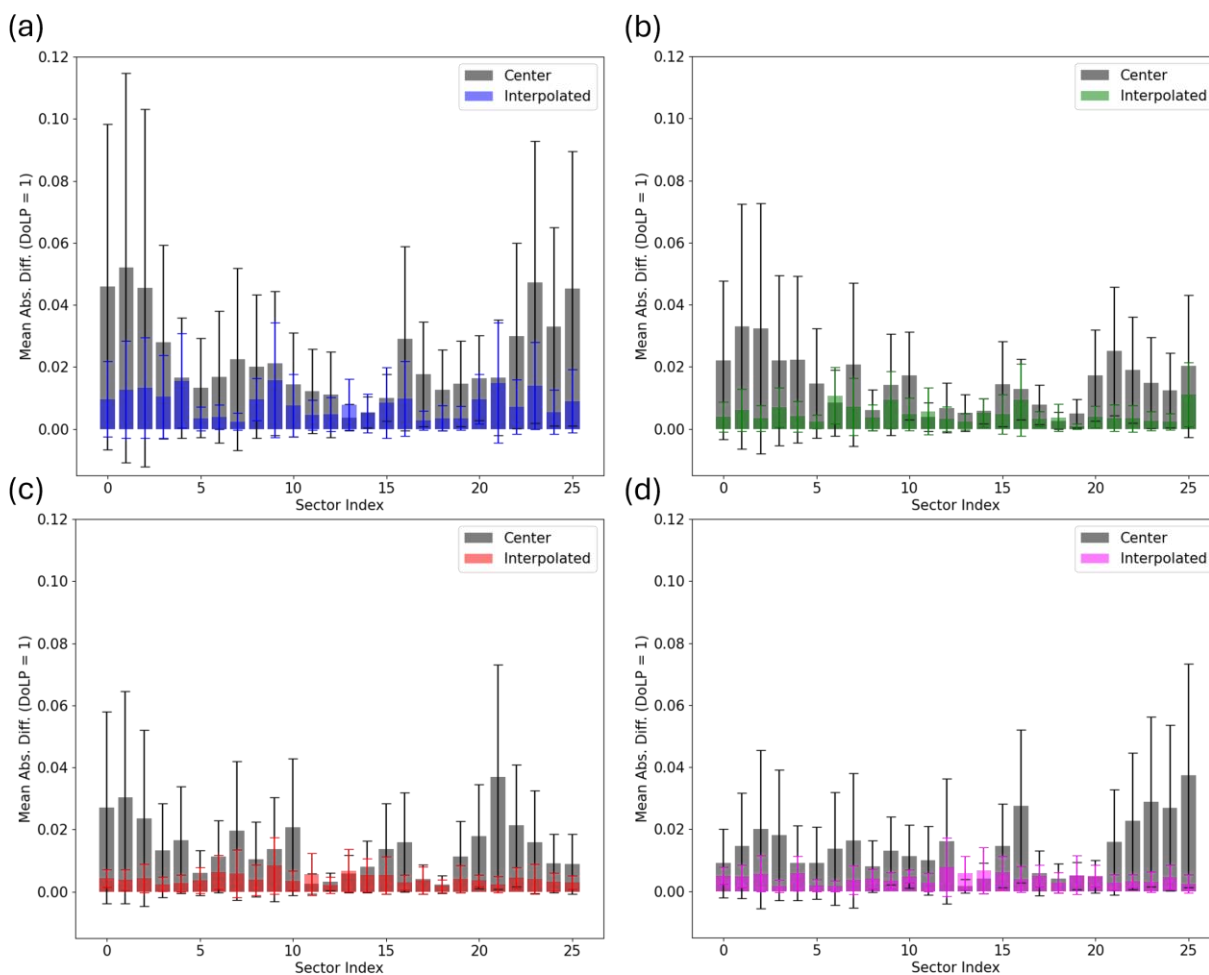 (a)
0.12
0.10
0.08
0.06
0.04
0.02
0.00
Mean Abs. Diff. (DoLP = 1)
Center
Interpolated
0 5 10 15 20 25
Sector Index
(b)
0.12
0.10
0.08
0.06
0.04
0.02
0.00
Mean Abs. Diff. (DoLP = 1)
Center
Interpolated
0 5 10 15 20 25
Sector Index
(c)
0.12
0.10
0.08
0.06
0.04
0.02
0.00
Mean Abs. Diff. (DoLP = 1)
Center
Interpolated
0 5 10 15 20 25
Sector Index
(d)
0.12
0.10
0.08
0.06
0.04
0.02
0.00
Mean Abs. Diff. (DoLP = 1)
Center
Interpolated
0 5 10 15 20 25
Sector Index